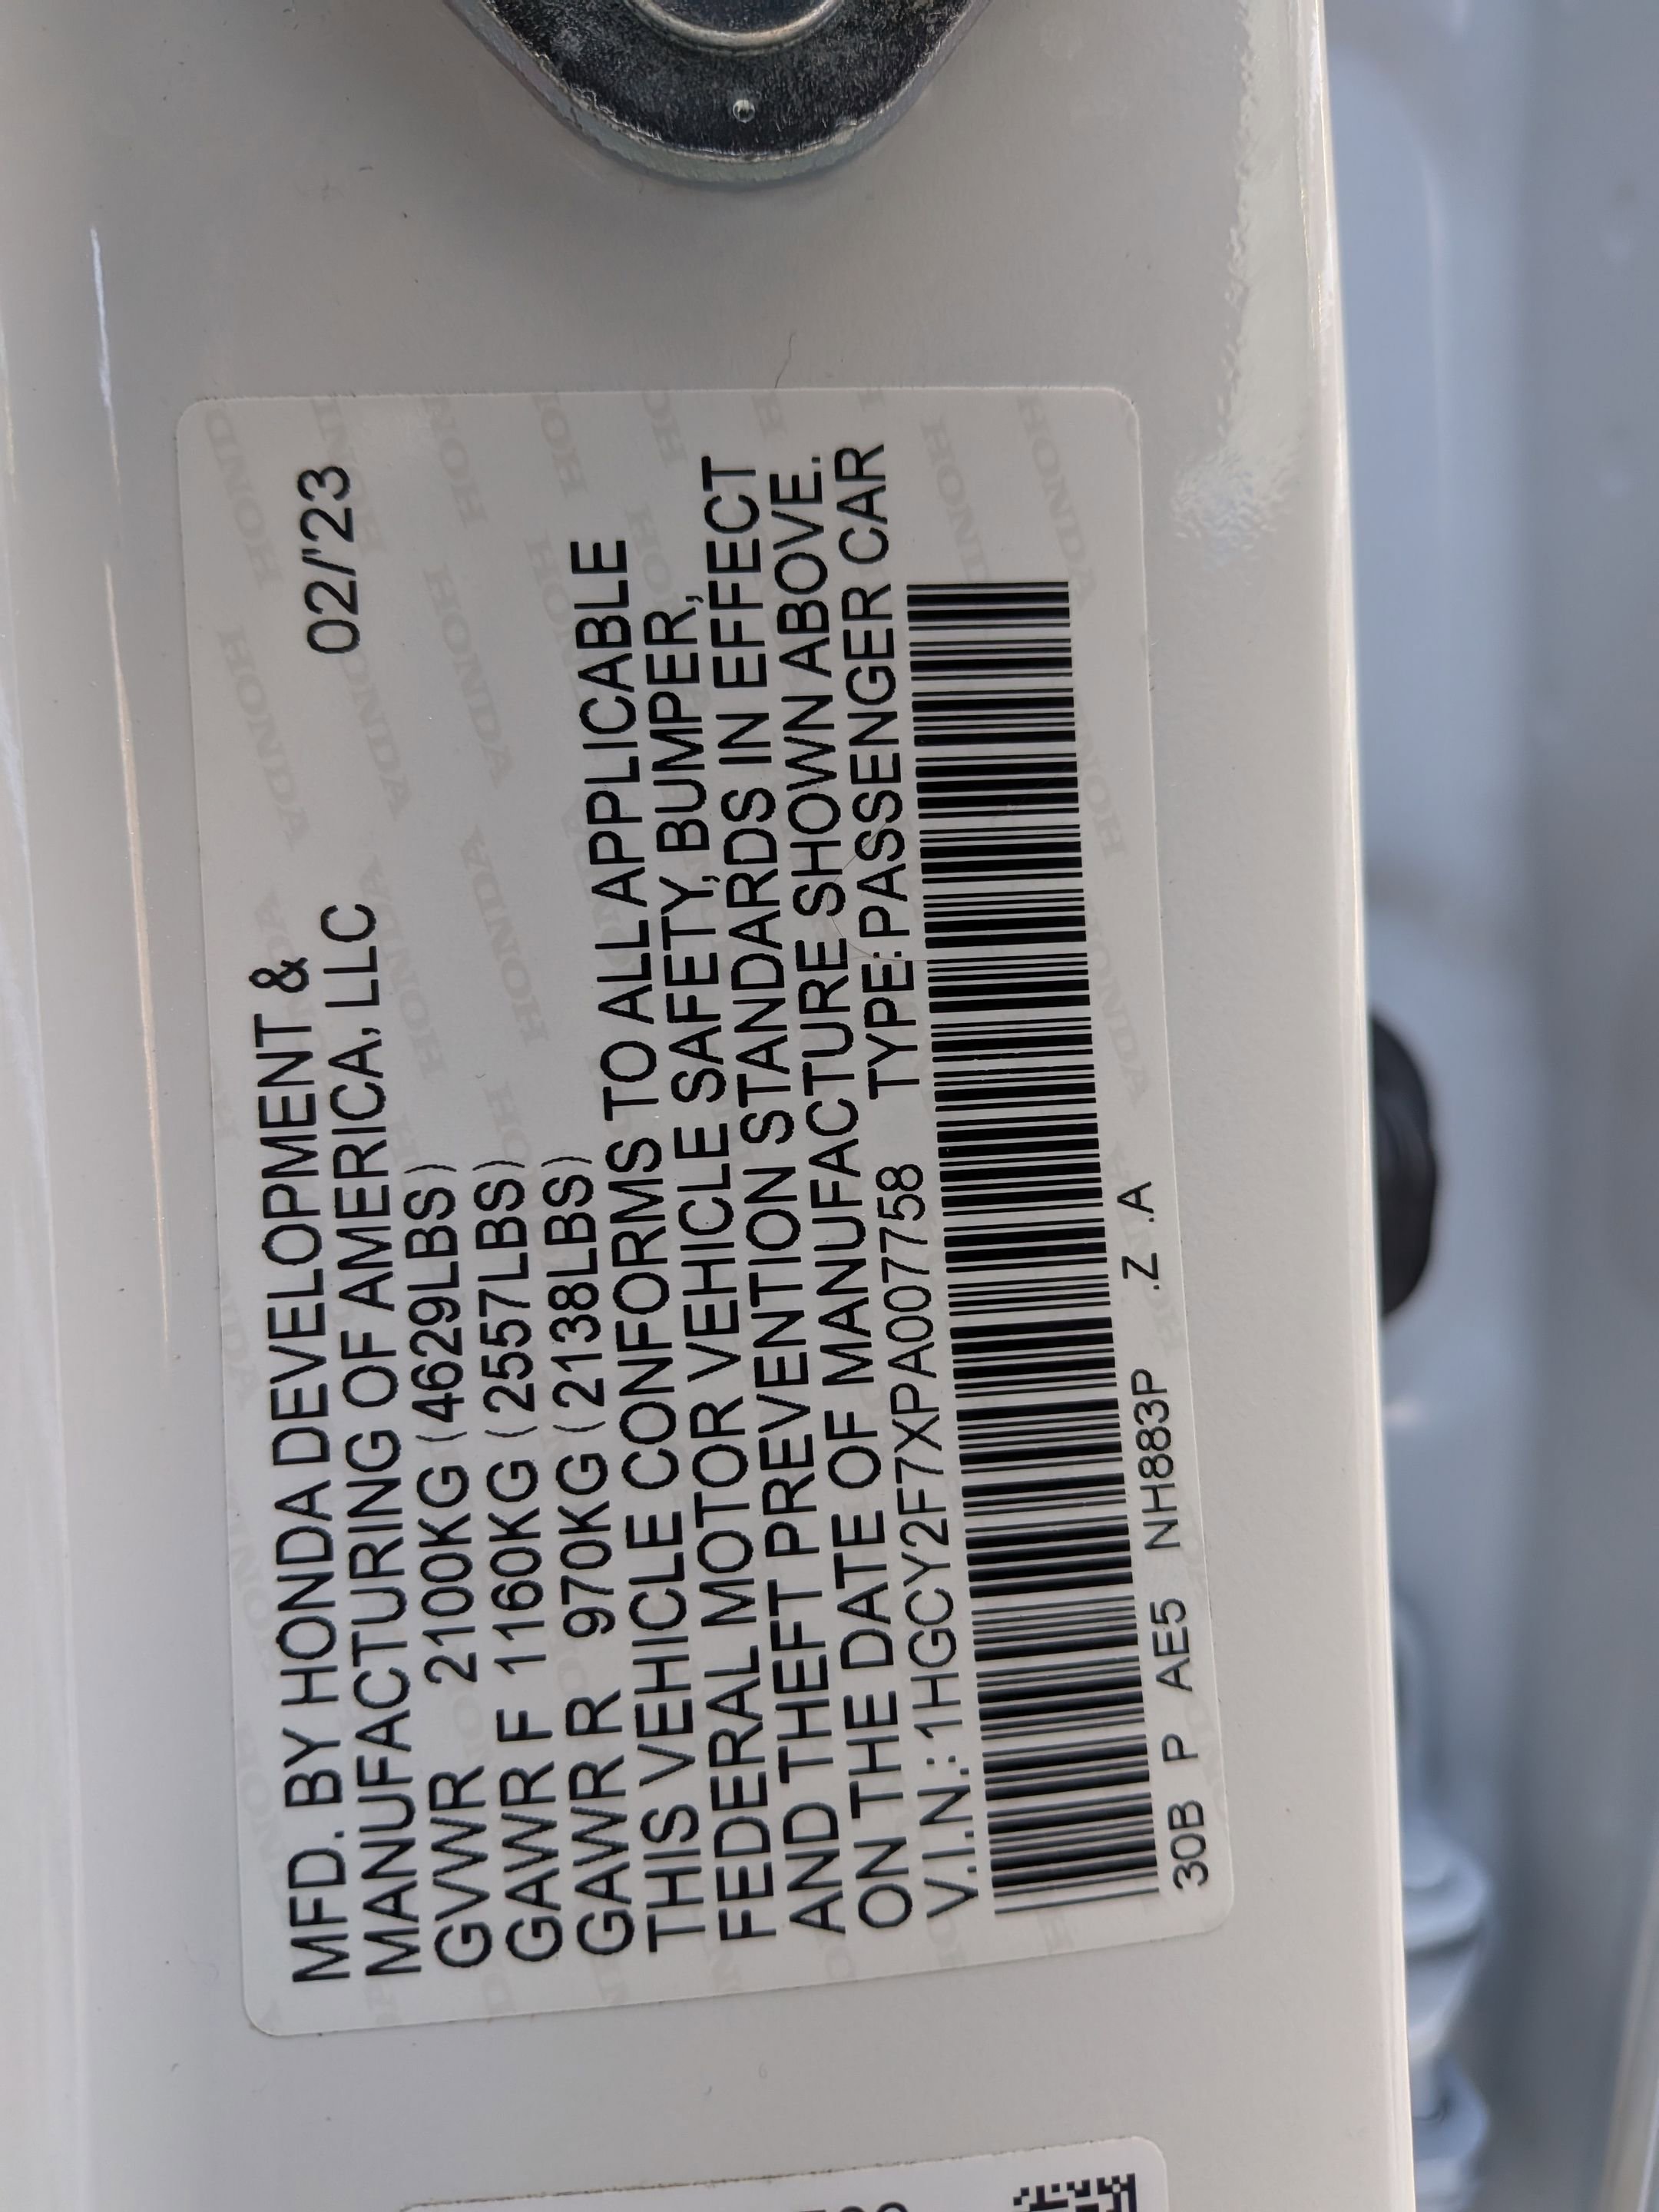 MFD. BY HONDA DEVELOPMENT &
MANUFACTURING OF AMERICA, LLC 02/'23
GVWR 2100KG (4629LBS)
GAWR F 1160KG (2557LBS)
GAWR R 970KG (2138LBS)
THIS VEHICLE CONFORMS TO ALL APPLICABLE
FEDERAL MOTOR VEHICLE SAFETY, BUMPER,
AND THEFT PREVENTION STANDARDS IN EFFECT
ON THE DATE OF MANUFACTURE SHOWN ABOVE.
V.I.N.:1HGCY2F7XPA007758 TYPE:PASSENGER CAR
30B P AE5 NH883P .Z .A